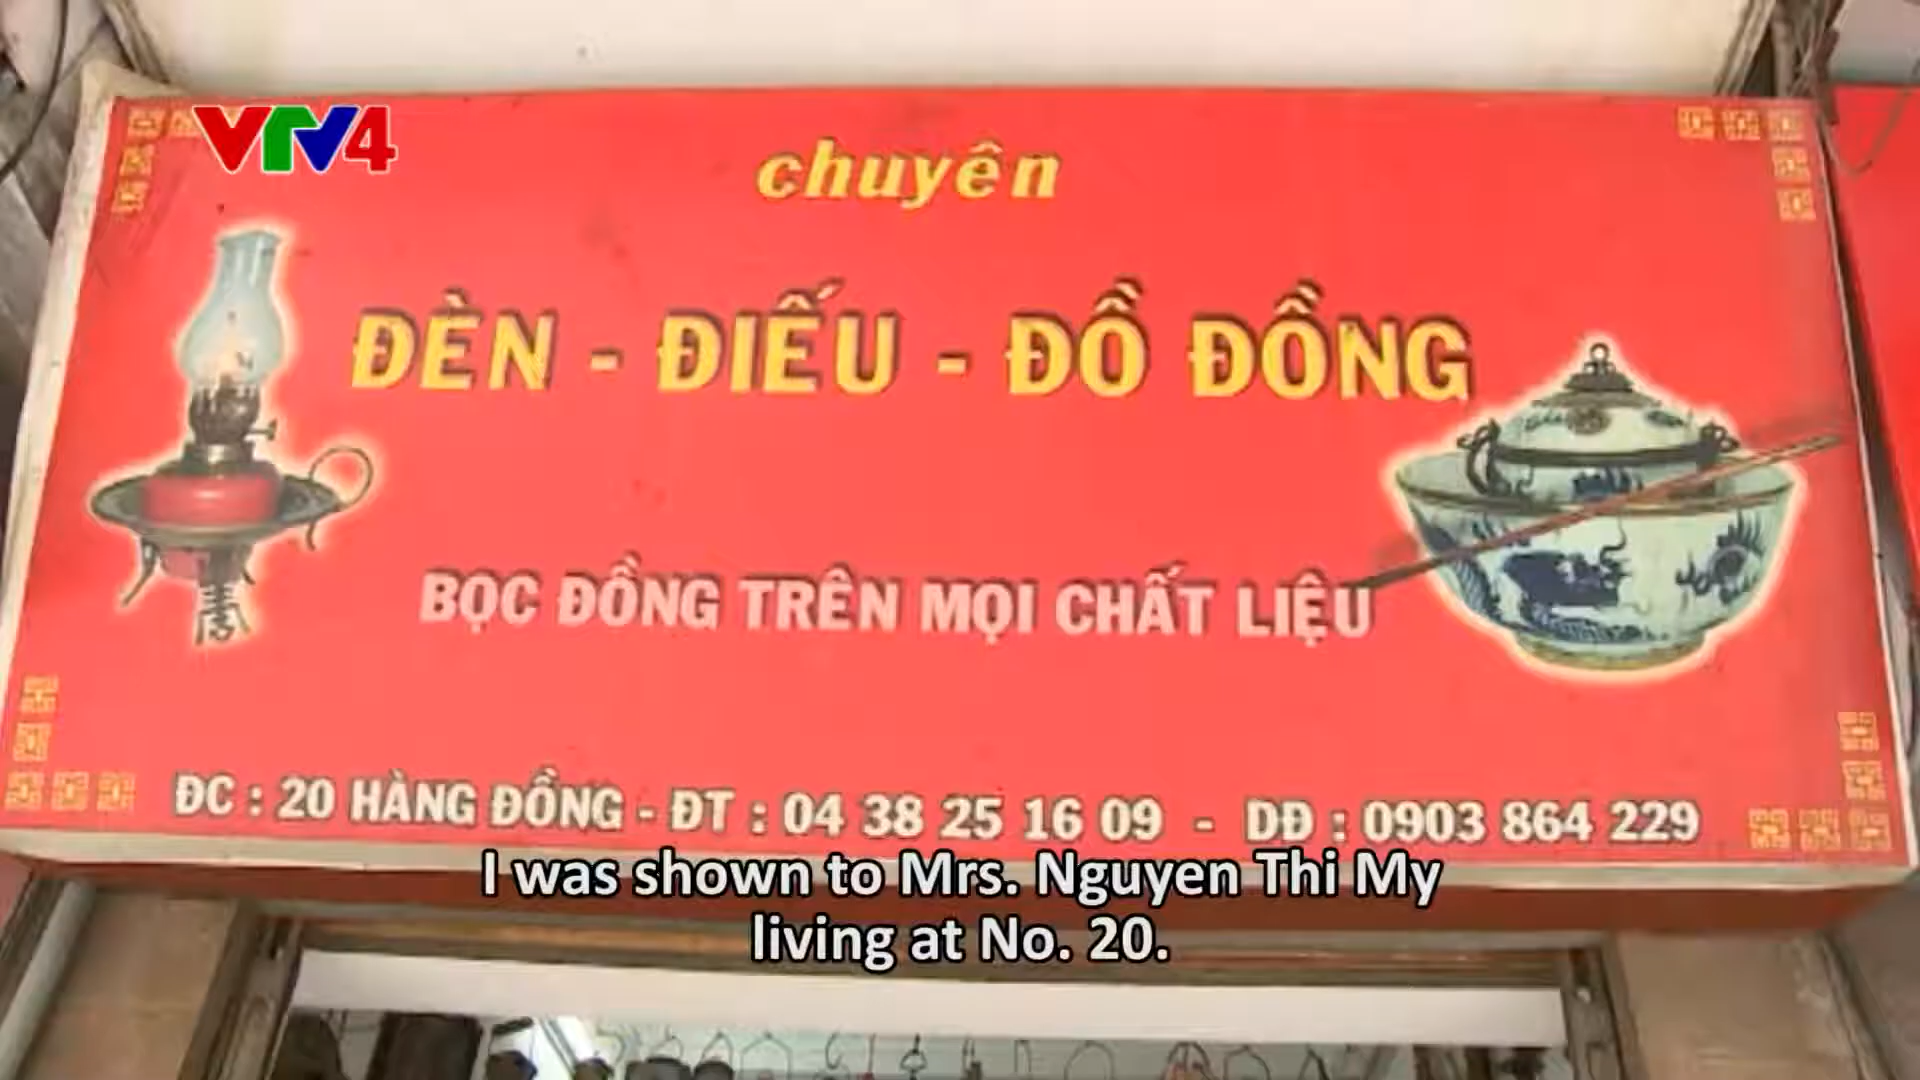 VTV4
chuyên
ĐÈN - ĐIẾU - ĐỒ ĐỒNG
BỌC ĐỒNG TRÊN MỌI CHẤT LIỆU
ĐC : 20 HÀNG ĐỒNG - ĐT : 04 38 25 16 09 - DĐ : 0903 864 229
I was shown to Mrs. Nguyen Thi My
living at No. 20.